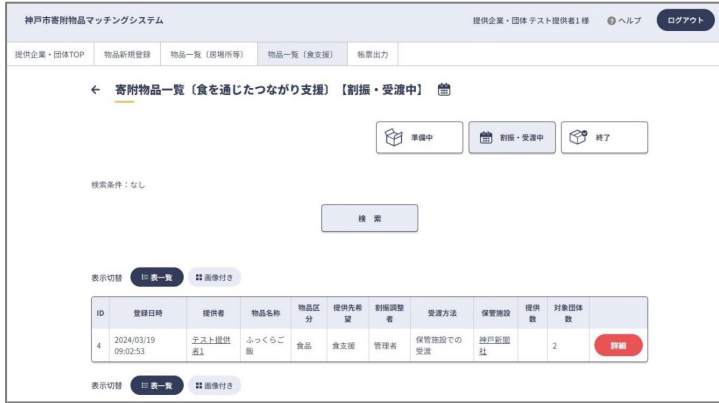 神戸市寄附物品マッチングシステム
提供企業・団体 テスト提供者1 様 ? ヘルプ ログアウト
提供企業・団体TOP 物品新規登録 物品一覧（居場所等） 物品一覧（食支援） 帳票出力
← 寄附物品一覧〔食を通じたつながり支援〕【割振・受渡中】
準備中 割振・受渡中 終了
検索条件：なし
検 索
表示切替 表一覧 画像付き
ID 登録日時 提供者 物品名称 物品区分 提供先希望 割振調整者 受渡方法 保管施設 提供数 対象団体数
4 2024/03/19 09:02:53 テスト提供者1 ふっくらご飯 食品 食支援 管理者 保管施設での受渡 神戸新聞社 2 詳細
表示切替 表一覧 画像付き